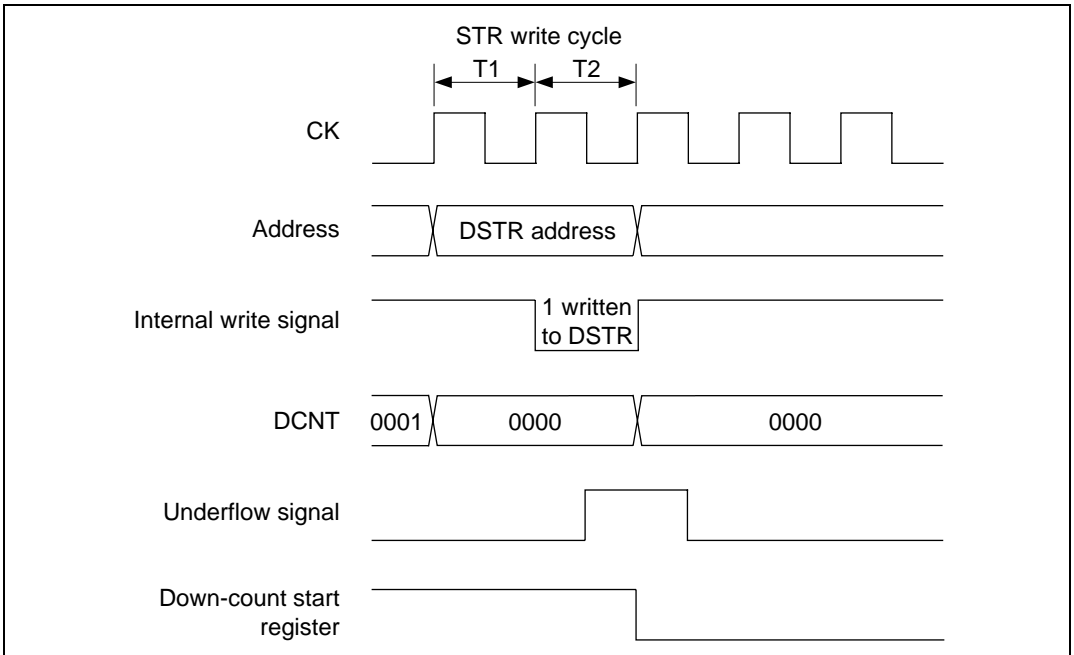 STR write cycle
T1 T2
CK
Address
DSTR address
Internal write signal
1 written
to DSTR
DCNT
0001 0000 0000
Underflow signal
Down-count start
register